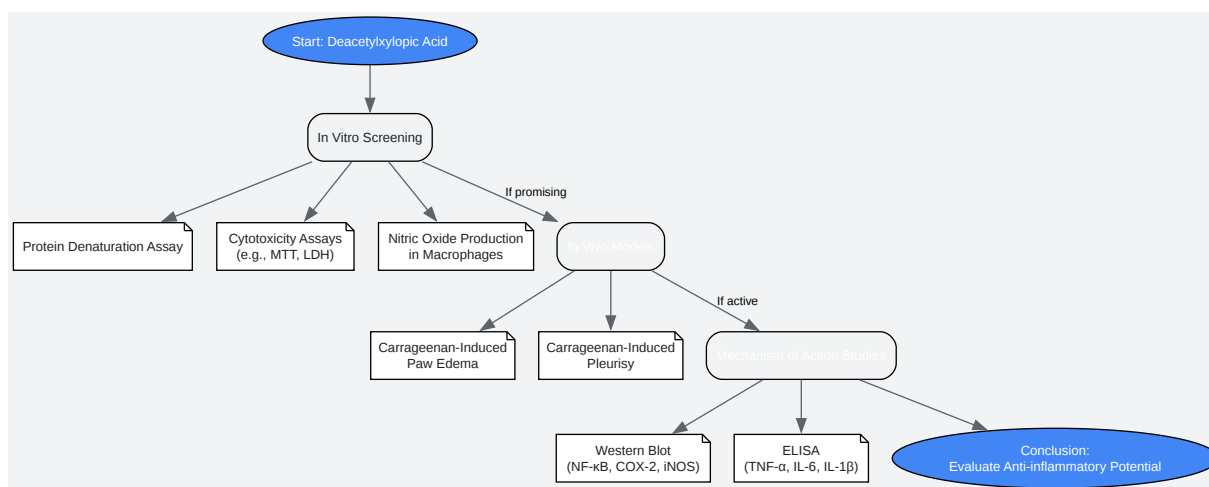 Start: Deacetylxylopic Acid
In Vitro Screening
If promising
Protein Denaturation Assay
Cytotoxicity Assays
(e.g., MTT, LDH)
Nitric Oxide Production
in Macrophages
In Vivo Models
If active
Carrageenan-Induced
Paw Edema
Carrageenan-Induced
Pleurisy
Mechanism of Action Studies
Western Blot
(NF-κB, COX-2, iNOS)
ELISA
(TNF-α, IL-6, IL-1β)
Conclusion:
Evaluate Anti-inflammatory Potential